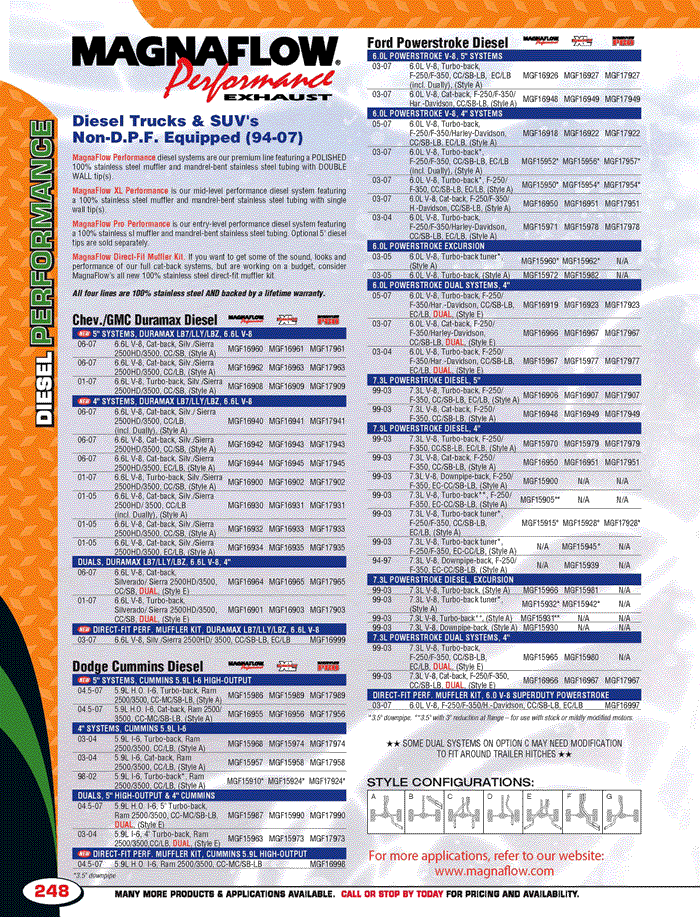 MAGNAFLOW
Performance
EXHAUST
Diesel Trucks & SUV's
Non-D.P.F. Equipped (94-07)
MagnaFlow Performance diesel systems are our premium line featuring a POLISHED
100% stainless steel muffler and mandrel-bent stainless steel tubing with DOUBLE
WALL tip(s)
MagnaFlow XL Performance is our mid-level performance diesel system featuring
a 100% stainless steel muffler and mandrel-bent stainless steel tubing with single
wall tip(s).
MagnaFlow Pro Performance is our entry-level performance diesel system featuring
a 100% stainless sl muffler and mandrel-bent stainless steel tubing. Optional 5' diesel
tips are sold separately.
MagnaFlow Direct-Fit Muffler Kit. If you want to get some of the sound, looks and
performance of our full cat-back systems, but are working on a budget, consider
MagnaFlow's all new 100% stainless steel direct-fit muffler kit.
All four lines are 100% stainless steel AND backed by a lifetime warranty.
Chev./GMC Duramax Diesel
NEW 5" SYSTEMS, DURAMAX LB7/LLY/LBZ, 6.6L V-8
06-07 6.6L V-8, Cat-back, Silv./Sierra
2500HD/3500, CC/SB, (Style A) MGF16960 MGF16961 MGF17961
06-07 6.6L V-8, Cat-back, Silv./Sierra
2500HD/3500, CC/LB, (Style A) MGF16962 MGF16963 MGF17963
01-07 6.6L V-8, Turbo-back, Silv./Sierra
2500HD/3500, CC/SB, (Style A) MGF16908 MGF16909 MGF17909
NEW 4" SYSTEMS, DURAMAX LB7/LLY/LBZ, 6.6L V-8
06-07 6.6L V-8, Cat-back, Silv./ Sierra
2500HD/3500, CC/LB, MGF16940 MGF16941 MGF17941
(incl. Dually), (Style A)
06-07 6.6L V-8, Cat-back, Silv./Sierra
2500HD/3500, CC/SB, (Style A) MGF16942 MGF16943 MGF17943
06-07 6.6L V-8, Cat-back, Silv./Sierra
2500HD/3500, EC/LB, (Style A) MGF16944 MGF16945 MGF17945
01-07 6.6L V-8, Turbo-back, Silv./Sierra
2500HD/3500, CC/SB, (Style A) MGF16900 MGF16902 MGF17902
01-05 6.6L V-8, Cat-back, Silv./Sierra
2500HD/ 3500, CC/LB MGF16930 MGF16931 MGF17931
(incl. Dually), (Style A)
01-05 6.6L V-8, Cat-back, Silv./Sierra
2500HD/3500, CC/SB, (Style A) MGF16932 MGF16933 MGF17933
01-05 6.6L V-8, Cat-back, Silv./Sierra
2500HD/3500, EC/LB, (Style A) MGF16934 MGF16935 MGF17935
DUALS, DURAMAX LB7/LLY/LBZ, 6.6L V-8, 4"
06-07 6.6L V-8, Cat-back,
Silverado/ Sierra 2500HD/3500, MGF16964 MGF16965 MGF17965
CC/SB, DUAL, (Style E)
01-07 6.6L V-8, Turbo-back,
Silverado/ Sierra 2500HD/3500, MGF16901 MGF16903 MGF17903
CC/SB, DUAL, (Style E)
NEW DIRECT-FIT PERF. MUFFLER KIT, DURAMAX LB7/LLY/LBZ, 6.6L V-8
03-07 6.6L V-8, Silv./Sierra 2500HD/ 3500, CC/SB-LB, EC/LB MGF16999
Dodge Cummins Diesel
NEW 5" SYSTEMS, CUMMINS 5.9L I-6 HIGH-OUTPUT
04.5-07 5.9L H.O. I-6, Turbo-back, Ram
2500/3500, CC-MC/SB-LB, (Style A) MGF15986 MGF15989 MGF17989
04.5-07 5.9L H.O. I-6, Cat-back, Ram 2500/
3500, CC-MC/SB-LB, (Style A) MGF16955 MGF16956 MGF17956
4" SYSTEMS, CUMMINS 5.9L I-6
03-04 5.9L I-6, Turbo-back, Ram
2500/3500, CC/LB, (Style A) MGF15968 MGF15974 MGF17974
03-04 5.9L I-6, Cat-back, Ram
2500/3500, CC/LB, (Style A) MGF15957 MGF15958 MGF17958
98-02 5.9L I-6, Turbo-back*, Ram
2500/3500, CC/LB, (Style A) MGF15910* MGF15924* MGF17924*
DUALS, 5" HIGH-OUTPUT & 4" CUMMINS
04.5-07 5.9L H.O. I-6, 5' Turbo-back,
Ram 2500/3500, CC-MC/SB-LB, MGF15987 MGF15990 MGF17990
DUAL, (Style E)
03-04 5.9L I-6, 4' Turbo-back, Ram
2500/3500,CC/LB, DUAL, (Style E) MGF15963 MGF15973 MGF17973
NEW DIRECT-FIT PERF. MUFFLER KIT, CUMMINS 5.9L HIGH-OUTPUT
04.5-07 5.9L H.O. I-6, Ram 2500/3500, CC-MC/SB-LB MGF16998
*3.5" downpipe
Ford Powerstroke Diesel
6.0L POWERSTROKE V-8, 5" SYSTEMS
03-07 6.0L V-8, Turbo-back,
F-250/F-350, CC/SB-LB, EC/LB MGF16926 MGF16927 MGF17927
(incl. Dually), (Style A)
03-07 6.0L V-8, Cat-back, F-250/F-350/
Har.-Davidson, CC/SB-LB, (Style A) MGF16948 MGF16949 MGF17949
6.0L POWERSTROKE V-8, 4" SYSTEMS
05-07 6.0L V-8, Turbo-back,
F-250/F-350/Harley-Davidson, MGF16918 MGF16922 MGF17922
CC/SB-LB, EC/LB, (Style A)
03-07 6.0L V-8, Turbo-back*,
F-250/F-350, CC/SB-LB, EC/LB MGF15952* MGF15956* MGF17957*
(incl. Dually), (Style A)
03-07 6.0L V-8, Turbo-back*, F-250/
F-350, CC/SB-LB, EC/LB, (Style A) MGF15950* MGF15954* MGF17954*
03-07 6.0L V-8, Cat-back, F-250/F-350/
H.-Davidson, CC/SB-LB, (Style A) MGF16950 MGF16951 MGF17951
03-04 6.0L V-8, Turbo-back,
F-250/F-350/Harley-Davidson, MGF15971 MGF15978 MGF17978
CC/SB-LB, EC/LB, (Style A)
6.0L POWERSTROKE EXCURSION
03-05 6.0L V-8, Turbo-back tuner*,
(Style A) MGF15960* MGF15962* N/A
03-05 6.0L V-8, Turbo-back, (Style A) MGF15972 MGF15982 N/A
6.0L POWERSTROKE DUAL SYSTEMS, 4"
05-07 6.0L V-8, Turbo-back, F-250/
F-350/Har.-Davidson, CC/SB-LB, MGF16919 MGF16923 MGF17923
EC/LB, DUAL, (Style E)
03-07 6.0L V-8, Cat-back, F-250/
F-350/Harley-Davidson, MGF16966 MGF16967 MGF17967
CC/SB-LB, DUAL, (Style E)
03-04 6.0L V-8, Turbo-back, F-250/
F-350/Har.-Davidson, CC/SB-LB, MGF15967 MGF15977 MGF17977
EC/LB, DUAL, (Style E)
7.3L POWERSTROKE DIESEL, 5"
99-03 7.3L V-8, Turbo-back, F-250/
F-350, CC/SB-LB, EC/LB, (Style A) MGF16906 MGF16907 MGF17907
99-03 7.3L V-8, Cat-back, F-250/
F-350, CC/SB-LB, (Style A) MGF16948 MGF16949 MGF17949
7.3L POWERSTROKE DIESEL, 4"
99-03 7.3L V-8, Turbo-back, F-250/
F-350, CC/SB-LB, EC/LB, (Style A) MGF15970 MGF15979 MGF17979
99-03 7.3L V-8, Cat-back, F-250/
F-350, CC/SB-LB, (Style A) MGF16950 MGF16951 MGF17951
99-03 7.3L V-8, Downpipe-back, F-250/
F-350, EC-CC/SB-LB, (Style A) MGF15900 N/A N/A
99-03 7.3L V-8, Turbo-back**, F-250/
F-350, EC-CC/SB-LB, (Style A) MGF15905** N/A N/A
99-03 7.3L V-8, Turbo-back tuner*,
F-250/F-350, CC/SB-LB, MGF15915* MGF15928* MGF17928*
EC/LB, (Style A)
99-03 7.3L V-8, Turbo-back tuner*,
F-250/F-350, EC-CC/LB, (Style A) N/A MGF15945* N/A
94-97 7.3L V-8, Downpipe-back, F-250/
F-350, EC-CC/SB-LB, (Style A) N/A MGF15939 N/A
7.3L POWERSTROKE DIESEL, EXCURSION
99-03 7.3L V-8, Turbo-back, (Style A) MGF15966 MGF15981 N/A
99-03 7.3L V-8, Turbo-back tuner*,
(Style A) MGF15932* MGF15942* N/A
99-03 7.3L V-8, Turbo-back**, (Style A) MGF15931** N/A N/A
99-03 7.3L V-8, Downpipe-back, (Style A) MGF15930 N/A N/A
7.3L POWERSTROKE DUAL SYSTEMS, 4"
99-03 7.3L V-8, Turbo-back,
F-250/F-350, CC/SB-LB, MGF15965 MGF15980 N/A
EC/LB, DUAL, (Style E)
99-03 7.3L V-8, Cat-back, F-250/F-350,
CC/SB-LB, DUAL, (Style E) MGF16966 MGF16967 MGF17967
DIRECT-FIT PERF. MUFFLER KIT, 6.0 V-8 SUPERDUTY POWERSTROKE
03-07 6.0L V-8, F-250/F-350/H.-Davidson, CC/SB-LB, EC/LB MGF16997
*3.5" downpipe. **3.5" with 3" reduction at flange – for use with stock or mildly modified motors.
★★ SOME DUAL SYSTEMS ON OPTION C MAY NEED MODIFICATION
TO FIT AROUND TRAILER HITCHES ★★
STYLE CONFIGURATIONS:
A B C D E F G
For more applications, refer to our website:
www.magnaflow.com
DIESEL PERFORMANCE
248 MANY MORE PRODUCTS & APPLICATIONS AVAILABLE. CALL OR STOP BY TODAY FOR PRICING AND AVAILABILITY.